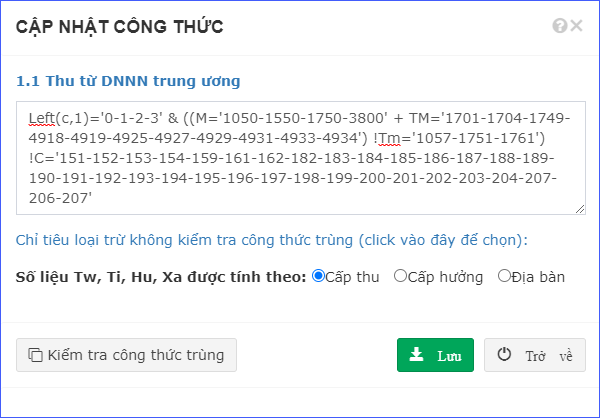 CẬP NHẬT CÔNG THỨC
1.1 Thu từ DNNN trung ương
Left(c,1)='0-1-2-3' & ((M='1050-1550-1750-3800' + TM='1701-1704-1749-
4918-4919-4925-4927-4929-4931-4933-4934') !Tm='1057-1751-1761')
!C='151-152-153-154-159-161-162-182-183-184-185-186-187-188-189-
190-191-192-193-194-195-196-197-198-199-200-201-202-203-204-207-
206-207'
Chỉ tiêu loại trừ không kiểm tra công thức trùng (click vào đây để chọn):
Số liệu Tw, Ti, Hu, Xa được tính theo: Cấp thu Cấp hưởng Địa bàn
Kiểm tra công thức trùng Lưu Trở về